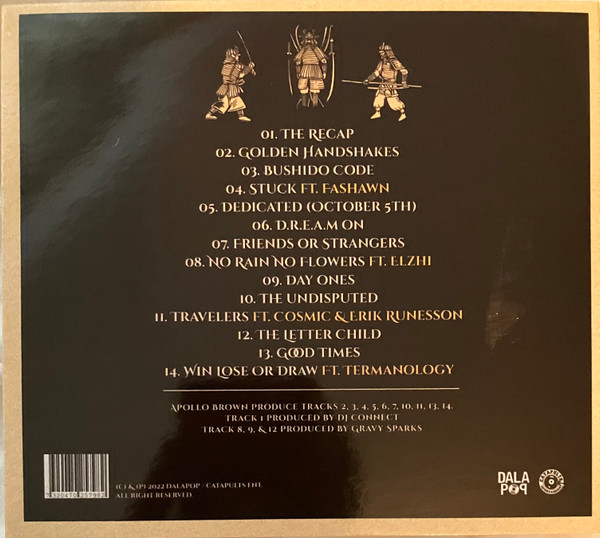 01. The Recap
02. Golden Handshakes
03. Bushido Code
04. Stuck ft. Fashawn
05. Dedicated (October 5th)
06. D.R.E.A.M On
07. Friends or Strangers
08. No Rain No Flowers ft. Elzhi
09. Day Ones
10. The Undisputed
11. Travelers ft. Cosmic & Erik Runesson
12. The Letter Child
13. Good Times
14. Win Lose or Draw ft. Termanology
Apollo Brown Produce Tracks 2, 3, 4, 5, 6, 7, 10, 11, 13, 14.
Track 1 Produced by DJ Connect
Track 8, 9, & 12 Produced by Gravy Sparks
(C) & (P) 2022 Dalapop / Catapults Ent.
All Right Reserved.
DALA
POP